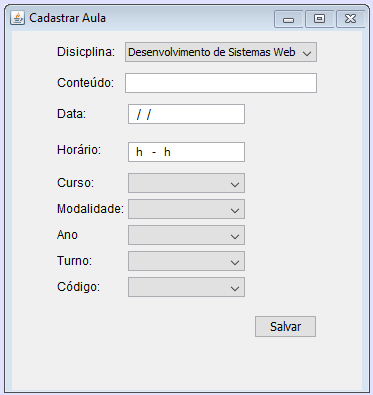 Cadastrar Aula
Disicplina: Desenvolvimento de Sistemas Web
Conteúdo:
Data: / /
Horário: h - h
Curso:
Modalidade:
Ano
Turno:
Código:
Salvar